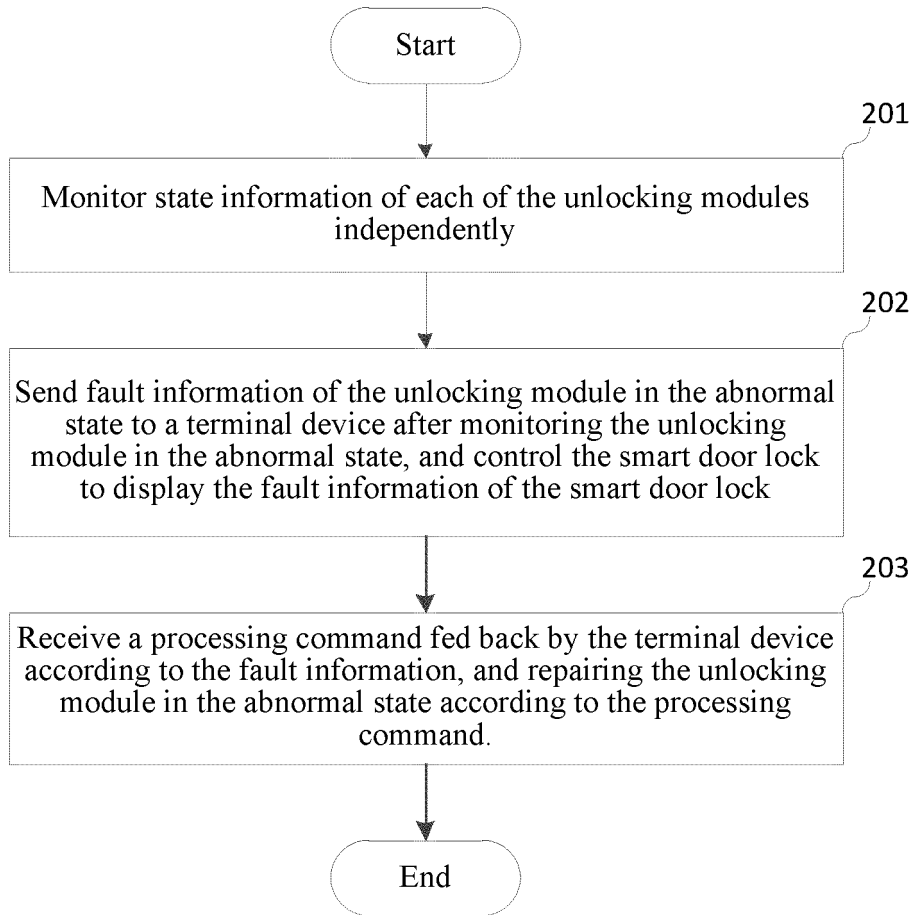 Start
201
Monitor state information of each of the unlocking modules
independently
202
Send fault information of the unlocking module in the abnormal
state to a terminal device after monitoring the unlocking
module in the abnormal state, and control the smart door lock
to display the fault information of the smart door lock
203
Receive a processing command fed back by the terminal device
according to the fault information, and repairing the unlocking
module in the abnormal state according to the processing
command.
End